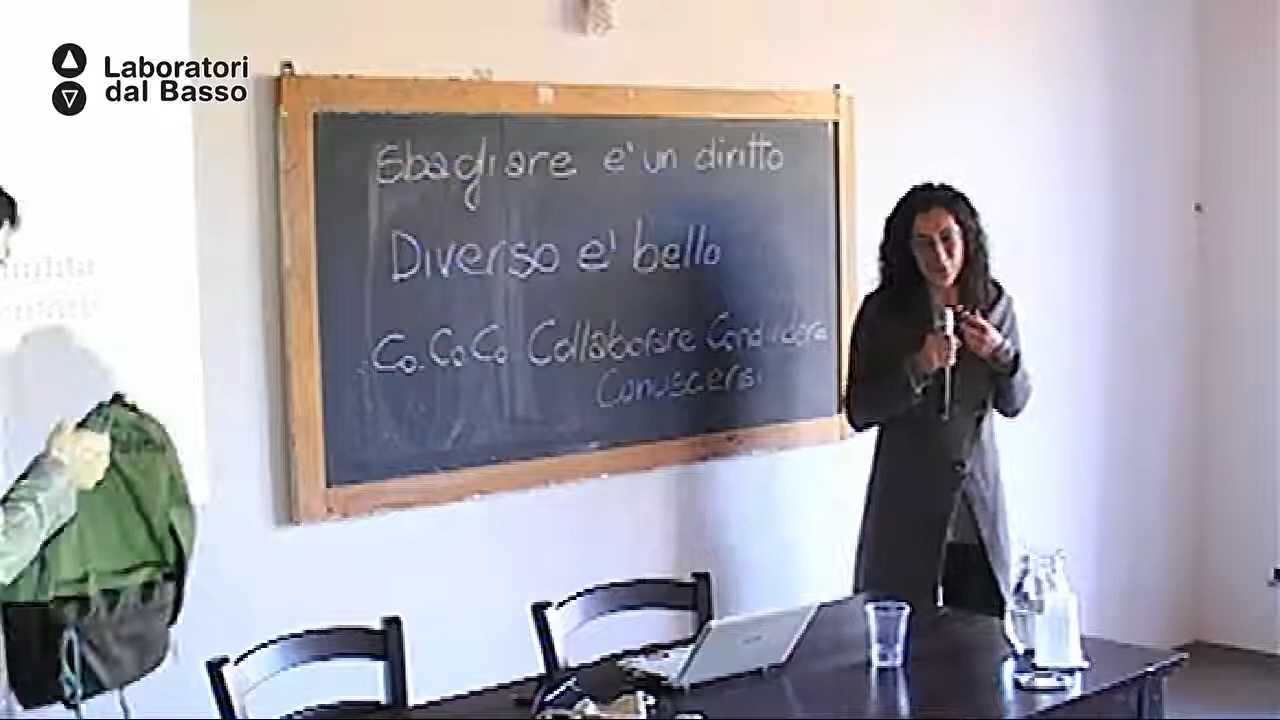 Laboratori
dal Basso
Sbagliare e' un diritto
Diverso e' bello
Co.Co.Co. Collaborare Condividere
Conoscersi